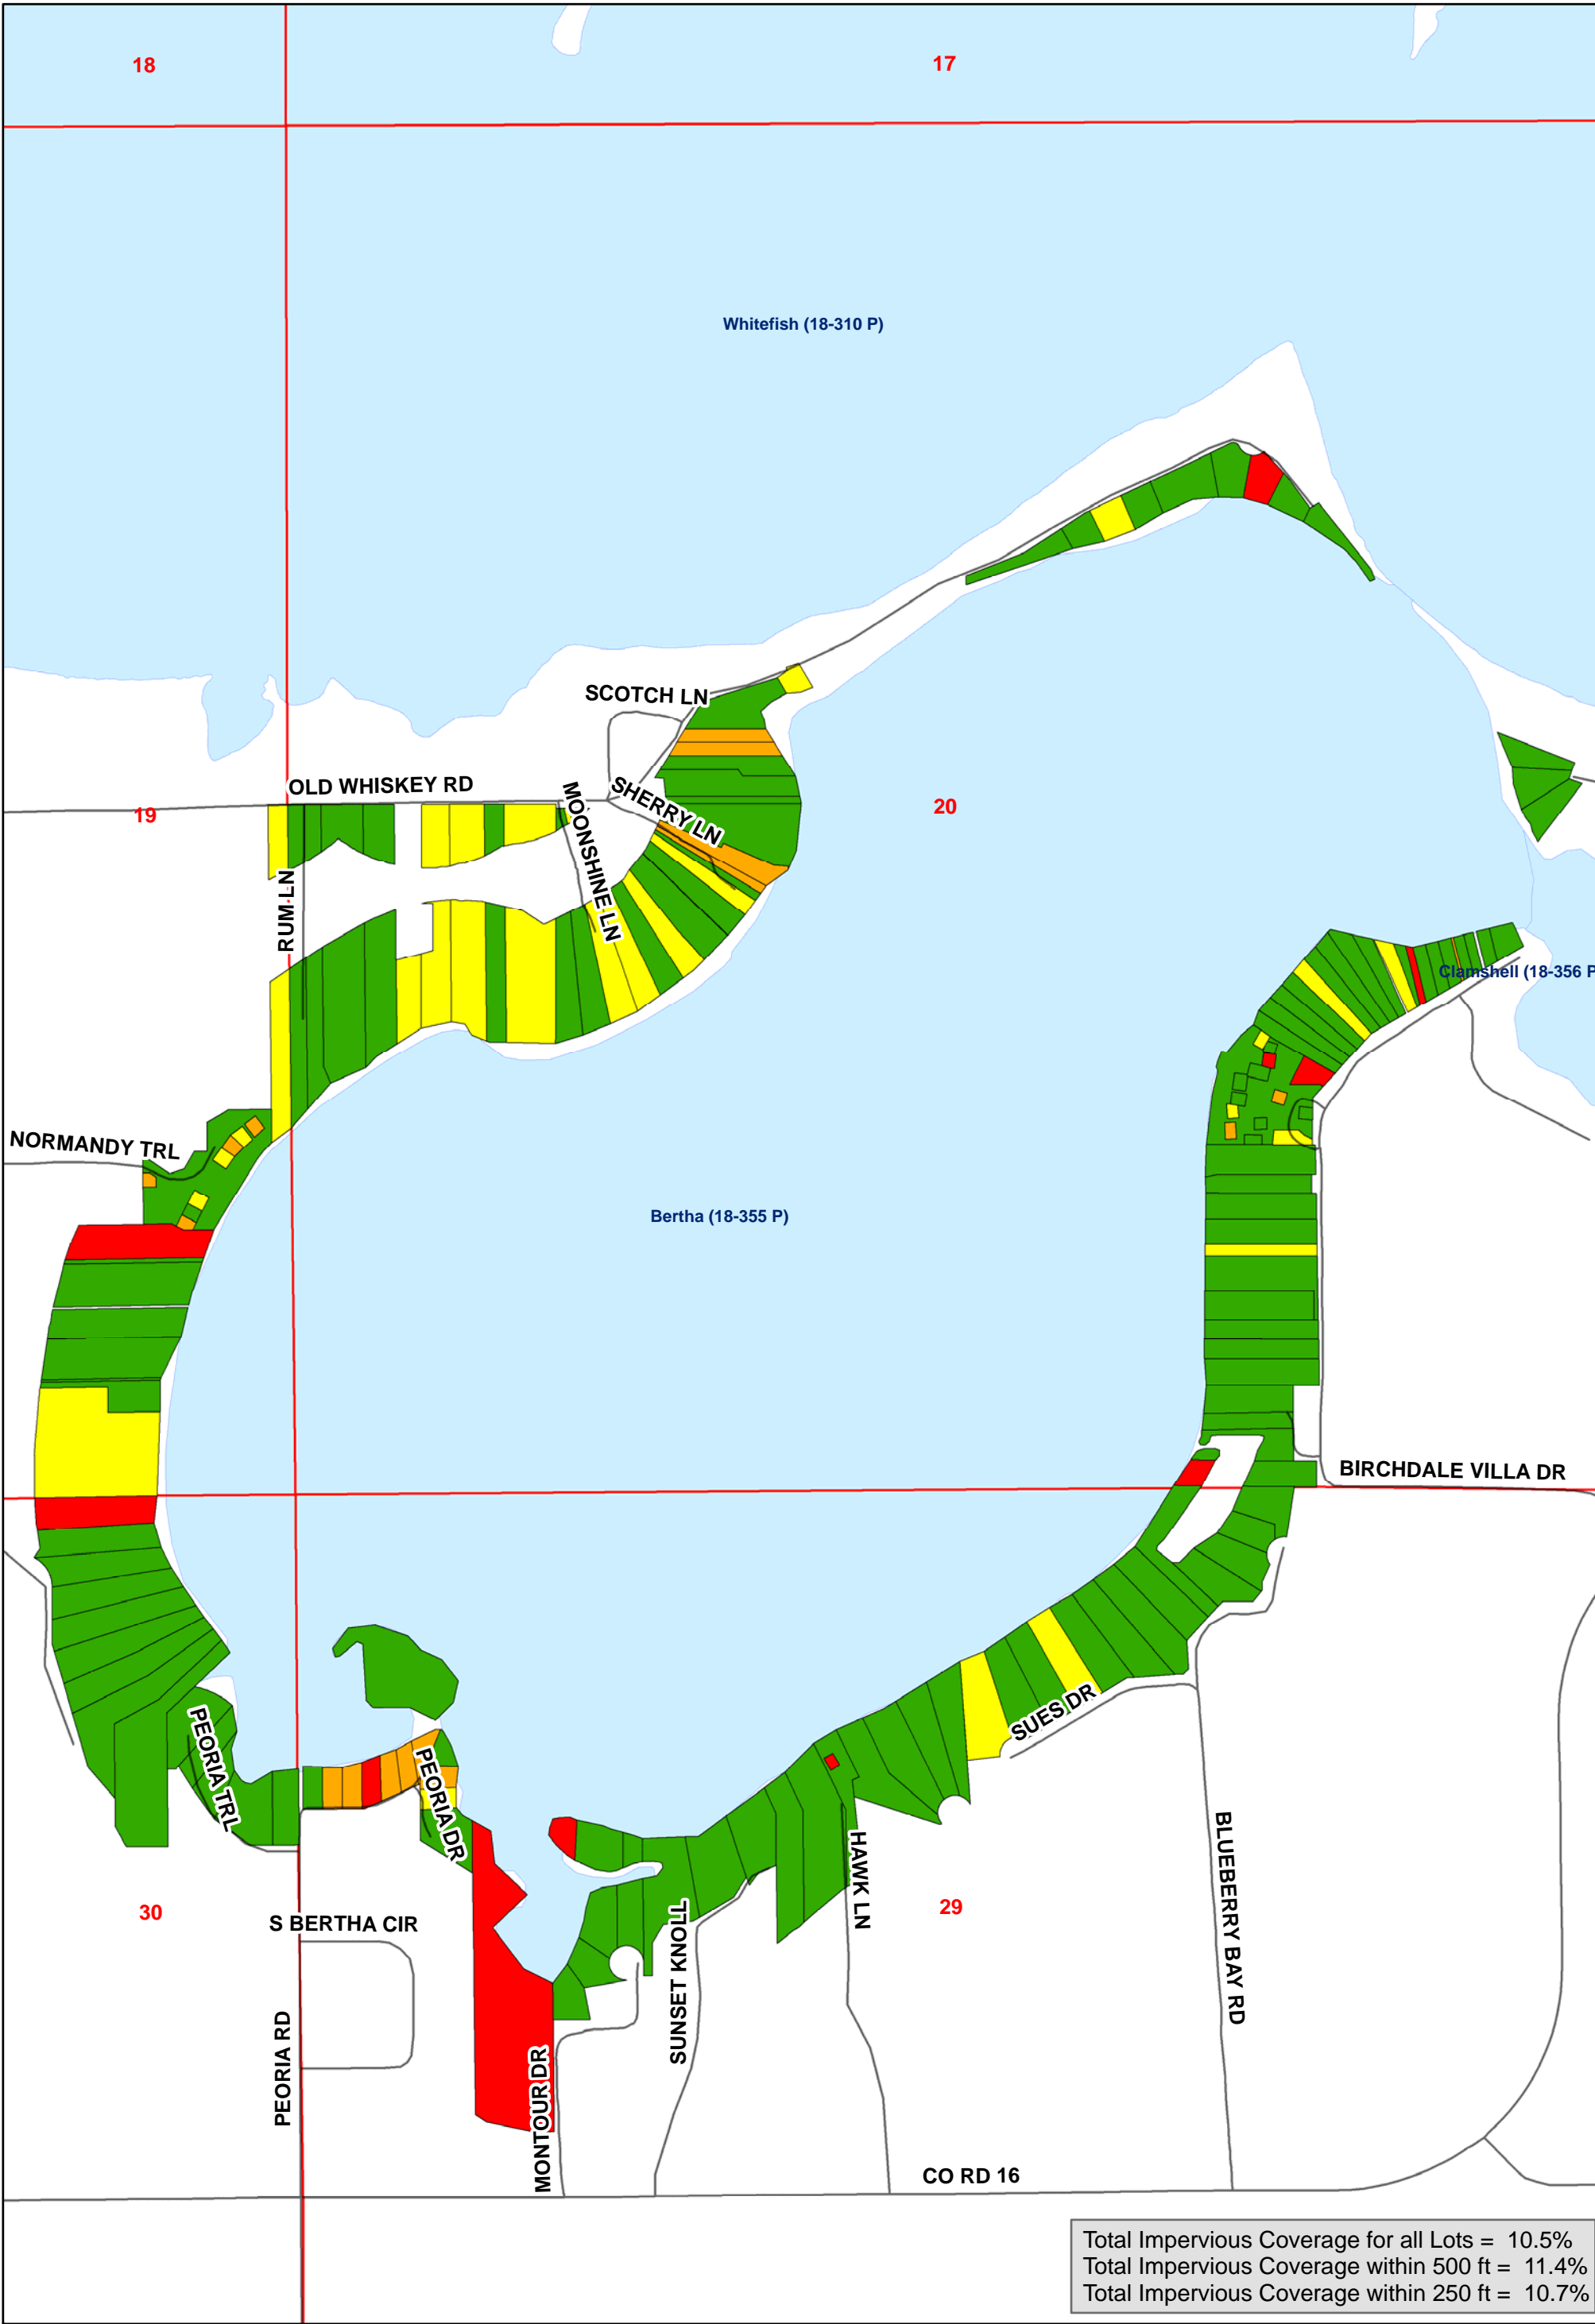 18
17
Whitefish (18-310 P)
SCOTCH LN
OLD WHISKEY RD
SHERRY LN
MOONSHINE LN
19
20
RUM LN
Clamshell (18-356 P
NORMANDY TRL
Bertha (18-355 P)
BIRCHDALE VILLA DR
SUES DR
PEORIA TRL
PEORIA DR
HAWK LN
BLUEBERRY BAY RD
30
29
S BERTHA CIR
SUNSET KNOLL
PEORIA RD
MONTOUR DR
CO RD 16
Total Impervious Coverage for all Lots = 10.5%
Total Impervious Coverage within 500 ft = 11.4%
Total Impervious Coverage within 250 ft = 10.7%